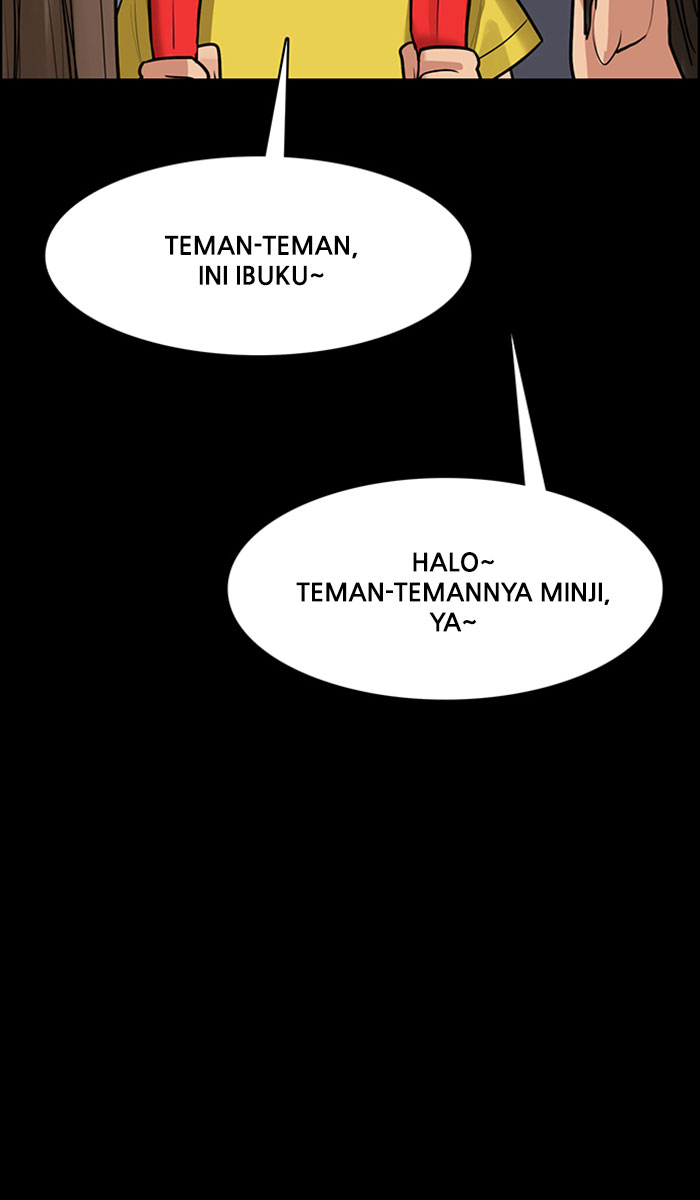 TEMAN-TEMAN,
INI IBUKU~
HALO~
TEMAN-TEMANNYA MINJI,
YA~